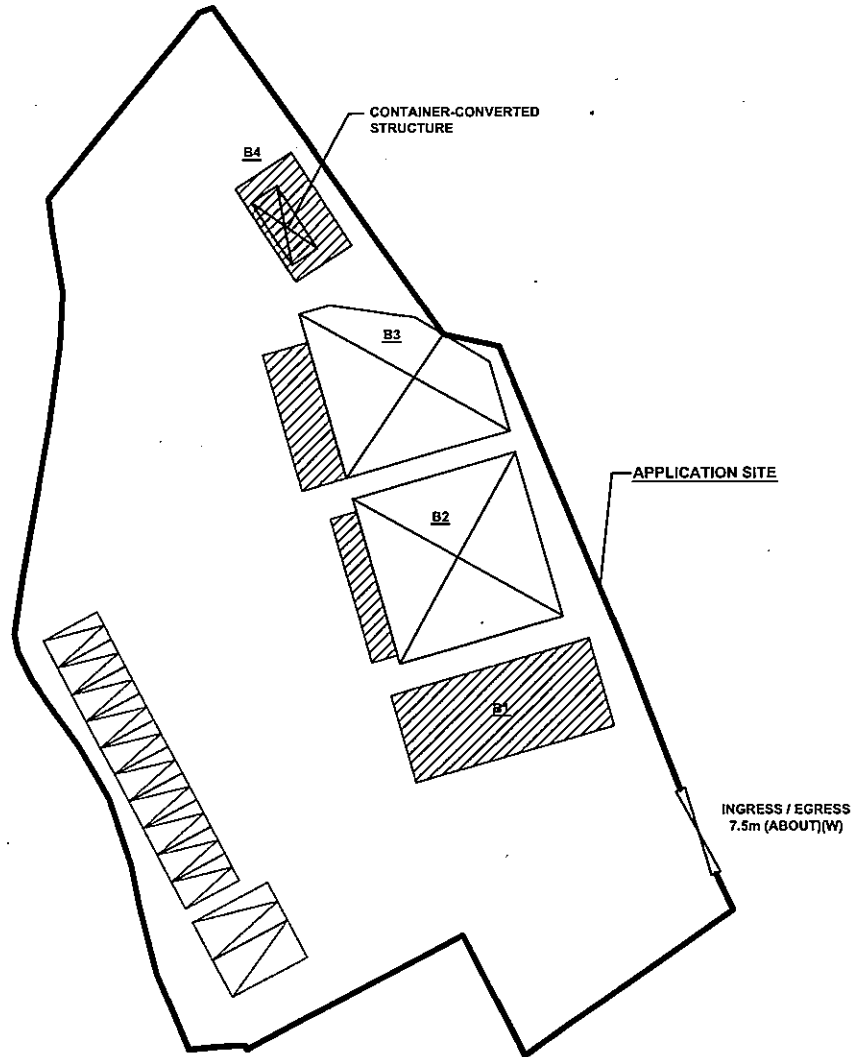 CONTAINER-CONVERTED
STRUCTURE
B4
B3
APPLICATION SITE
B2
B1
INGRESS / EGRESS
7.5m (ABOUT)(W)